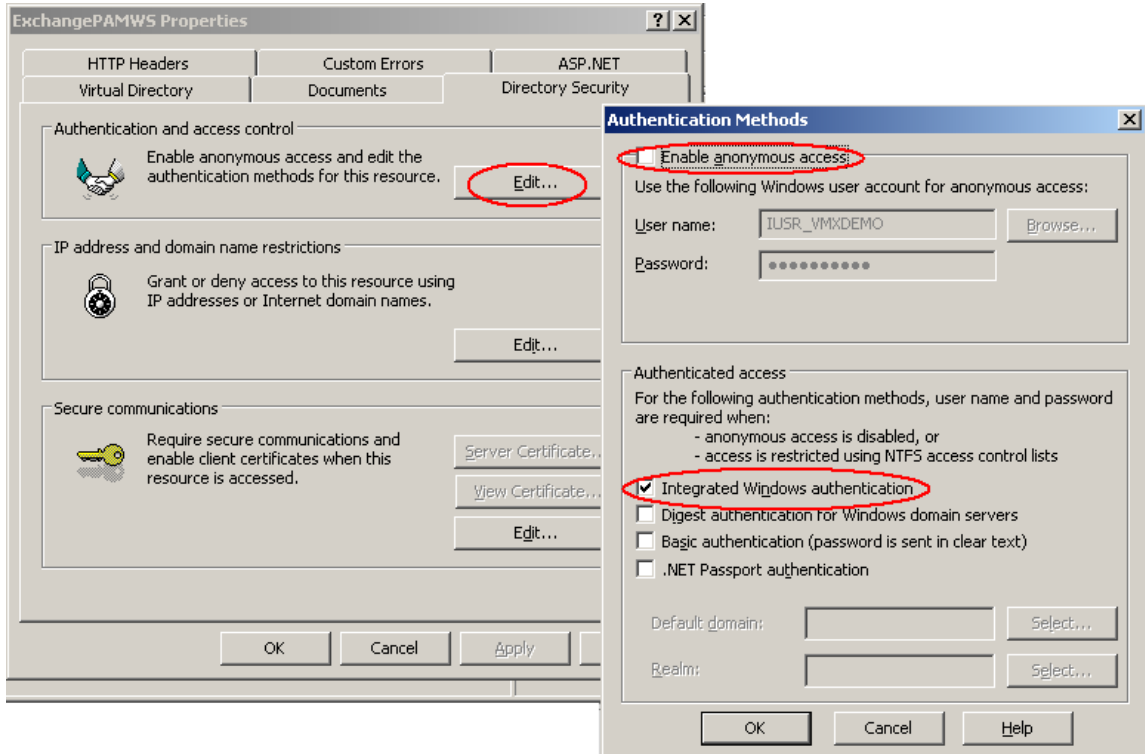 ExchangePAMWS Properties
HTTP Headers
Custom Errors
ASP.NET
Virtual Directory
Documents
Directory Security
Authentication and access control
Enable anonymous access and edit the
authentication methods for this resource.
Edit...
IP address and domain name restrictions
Grant or deny access to this resource using
IP addresses or Internet domain names.
Edit...
Secure communications
Require secure communications and
enable client certificates when this
resource is accessed.
Server Certificate..
View Certificate...
Edit...
OK
Cancel
Apply
Authentication Methods
Enable anonymous access
Use the following Windows user account for anonymous access:
User name:
IUSR_VMXDEMO
Browse...
Password:
Authenticated access
For the following authentication methods, user name and password
are required when:
- anonymous access is disabled, or
- access is restricted using NTFS access control lists
Integrated Windows authentication
Digest authentication for Windows domain servers
Basic authentication (password is sent in clear text)
.NET Passport authentication
Default domain:
Select...
Realm:
Select...
OK
Cancel
Help